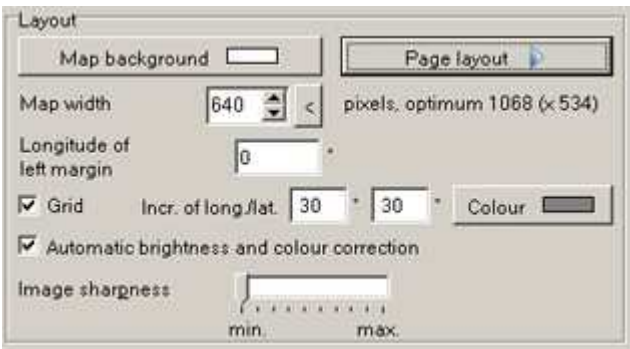 Layout
Map background Page layout
Map width 640 < pixels, optimum 1068 (x 534)
Longitude of
left margin 0 °
Grid Incr. of long./lat. 30 ° 30 ° Colour
Automatic brightness and colour correction
Image sharpness
min. max.